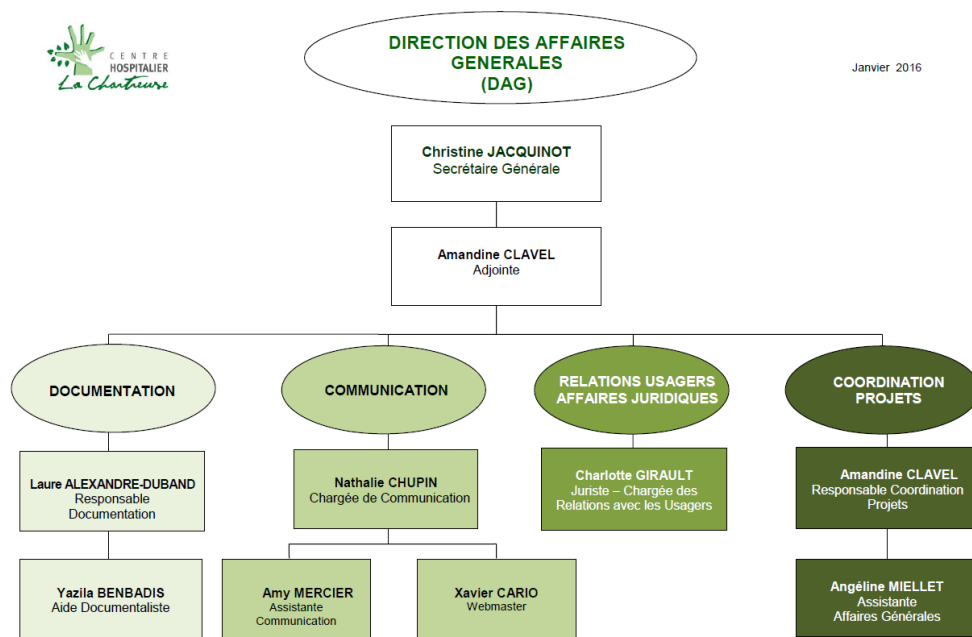 CENTRE
HOSPITALIER
La Chartreuse
DIRECTION DES AFFAIRES
GENERALES
(DAG)
Janvier 2016
Christine JACQUINOT
Secrétaire Générale
Amandine CLAVEL
Adjointe
DOCUMENTATION
COMMUNICATION
RELATIONS USAGERS
AFFAIRES JURIDIQUES
COORDINATION
PROJETS
Laure ALEXANDRE-DUBAND
Responsable
Documentation
Nathalie CHUPIN
Chargée de Communication
Charlotte GIRAULT
Juriste – Chargée des
Relations avec les Usagers
Amandine CLAVEL
Responsable Coordination
Projets
Yazila BENBADIS
Aide Documentaliste
Amy MERCIER
Assistante
Communication
Xavier CARIO
Webmaster
Angéline MIELLET
Assistante
Affaires Générales